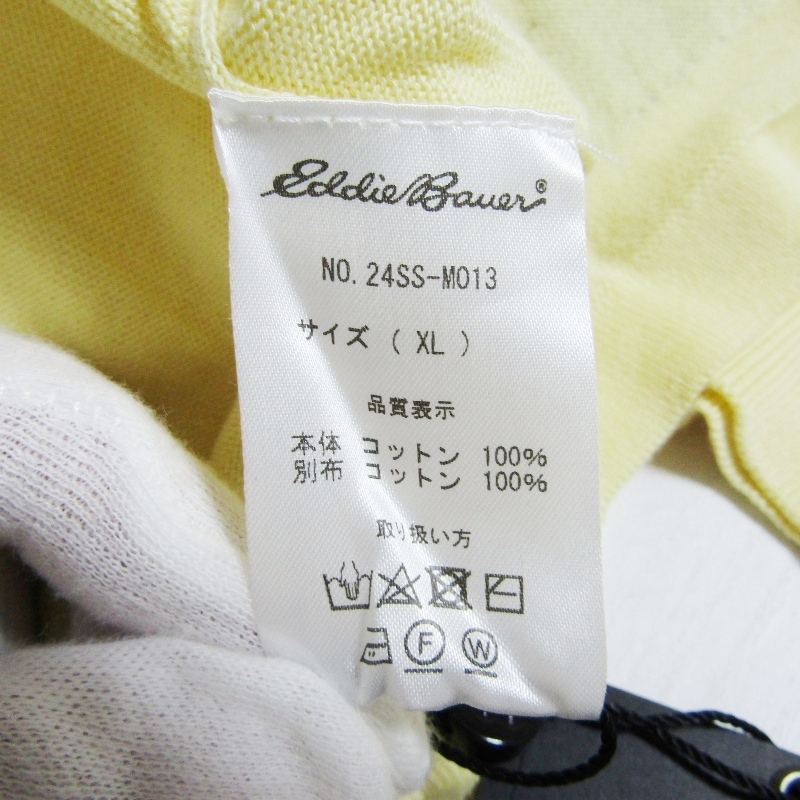 Eddie Bauer®
NO. 24SS-M013
サイズ ( XL )
品質表示
本体 コットン 100%
別布 コットン 100%
取り扱い方
F W